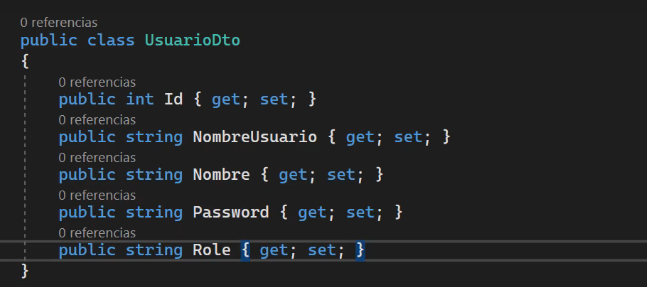 0 referencias
public class UsuarioDto
{
0 referencias
public int Id { get; set; }
0 referencias
public string NombreUsuario { get; set; }
0 referencias
public string Nombre { get; set; }
0 referencias
public string Password { get; set; }
0 referencias
public string Role { get; set; }
}